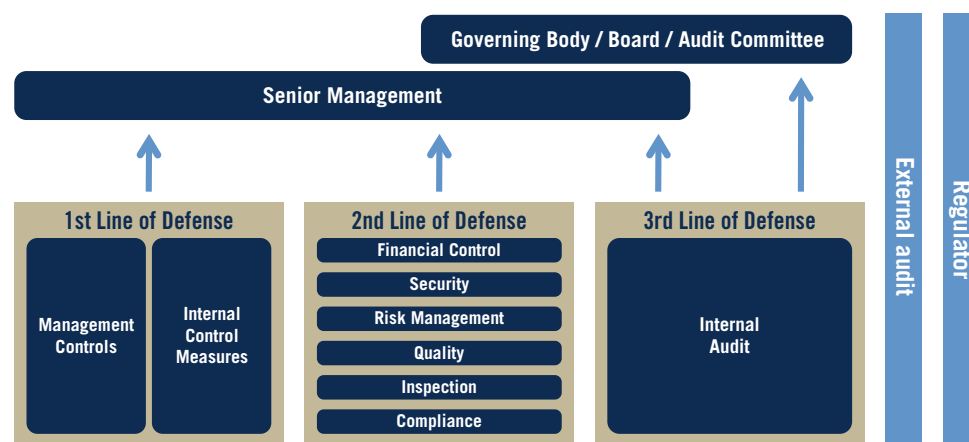 Governing Body / Board / Audit Committee
Senior Management
1st Line of Defense
Management
Controls
Internal
Control
Measures
2nd Line of Defense
Financial Control
Security
Risk Management
Quality
Inspection
Compliance
3rd Line of Defense
Internal
Audit
External audit
Regulator